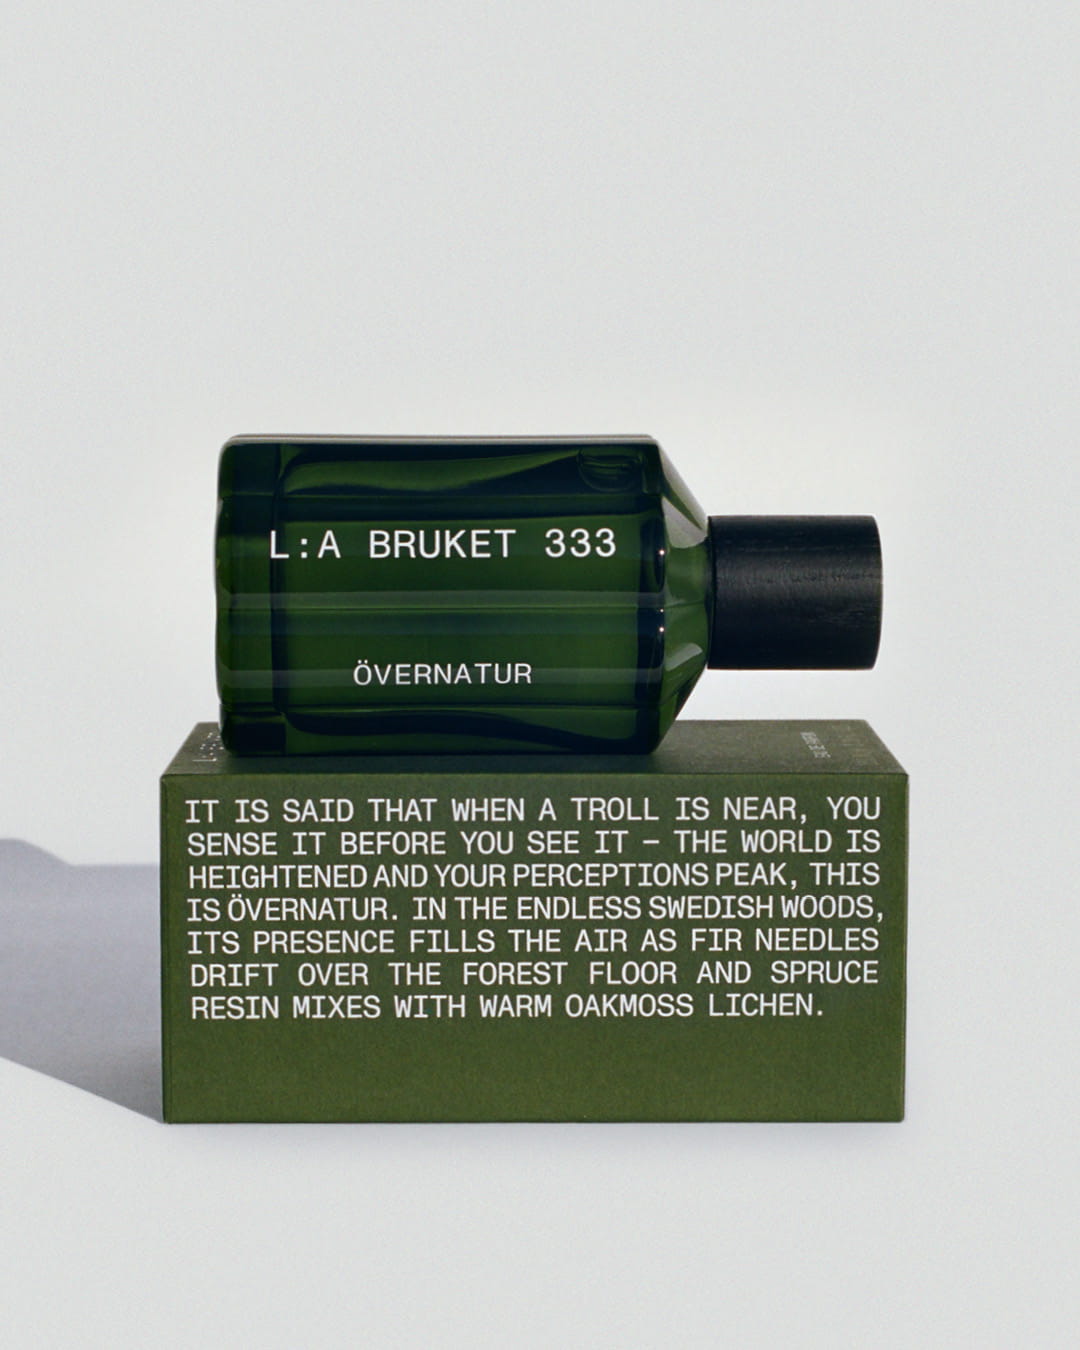 L:A BRUKET 333
ÖVERNATUR
IT IS SAID THAT WHEN A TROLL IS NEAR, YOU
SENSE IT BEFORE YOU SEE IT – THE WORLD IS
HEIGHTENED AND YOUR PERCEPTIONS PEAK, THIS
IS ÖVERNATUR. IN THE ENDLESS SWEDISH WOODS,
ITS PRESENCE FILLS THE AIR AS FIR NEEDLES
DRIFT OVER THE FOREST FLOOR AND SPRUCE
RESIN MIXES WITH WARM OAKMOSS LICHEN.